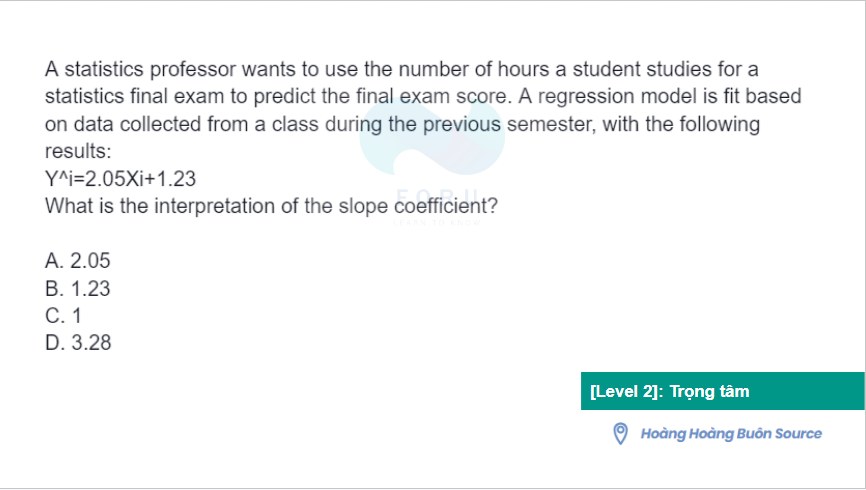 A statistics professor wants to use the number of hours a student studies for a
statistics final exam to predict the final exam score. A regression model is fit based
on data collected from a class during the previous semester, with the following
results:
Y^i=2.05Xi+1.23
What is the interpretation of the slope coefficient?
A. 2.05
B. 1.23
C. 1
D. 3.28
[Level 2]: Trọng tâm
Hoàng Hoàng Buôn Source